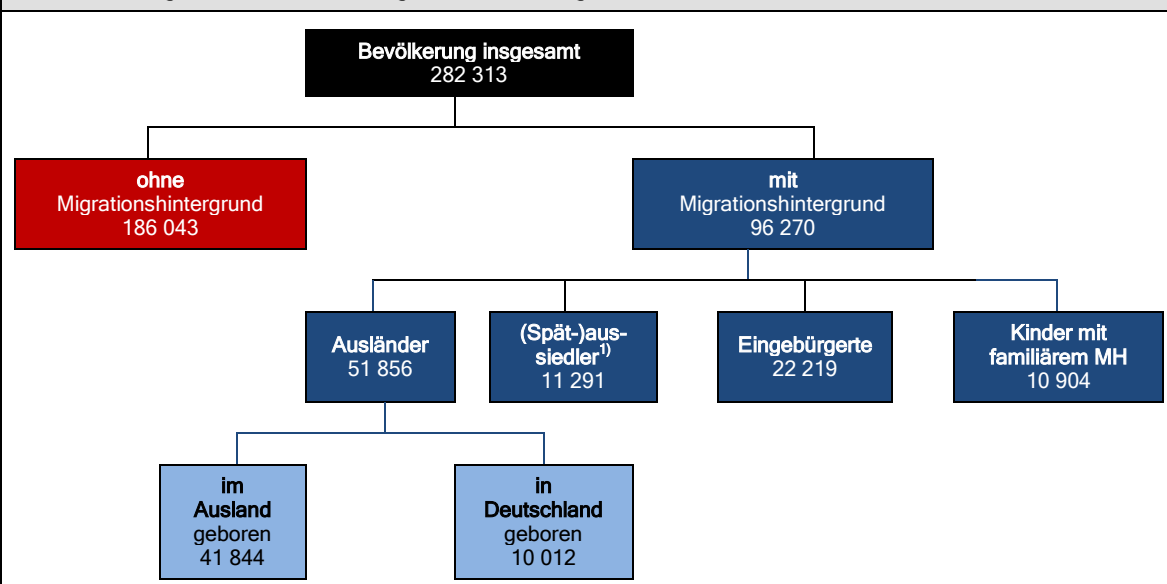 Bevölkerung insgesamt
282 313
ohne
Migrationshintergrund
186 043
mit
Migrationshintergrund
96 270
Ausländer
51 856
(Spät-)aus-
siedler1)
11 291
Eingebürgerte
22 219
Kinder mit
familiärem MH
10 904
im
Ausland
geboren
41 844
in
Deutschland
geboren
10 012